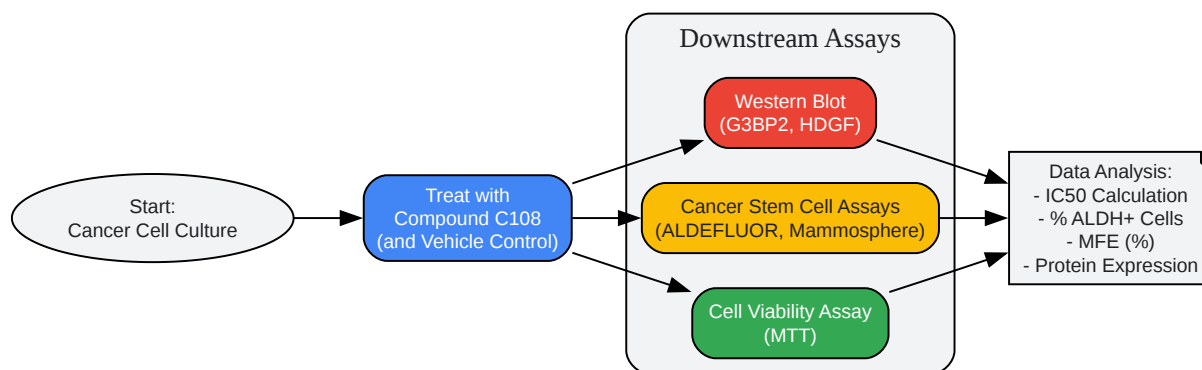 Start:
Cancer Cell Culture
Treat with
Compound C108
(and Vehicle Control)
Downstream Assays
Western Blot
(G3BP2, HDGF)
Cancer Stem Cell Assays
(ALDEFLUOR, Mammosphere)
Cell Viability Assay
(MTT)
Data Analysis:
- IC50 Calculation
- % ALDH+ Cells
- MFE (%)
- Protein Expression